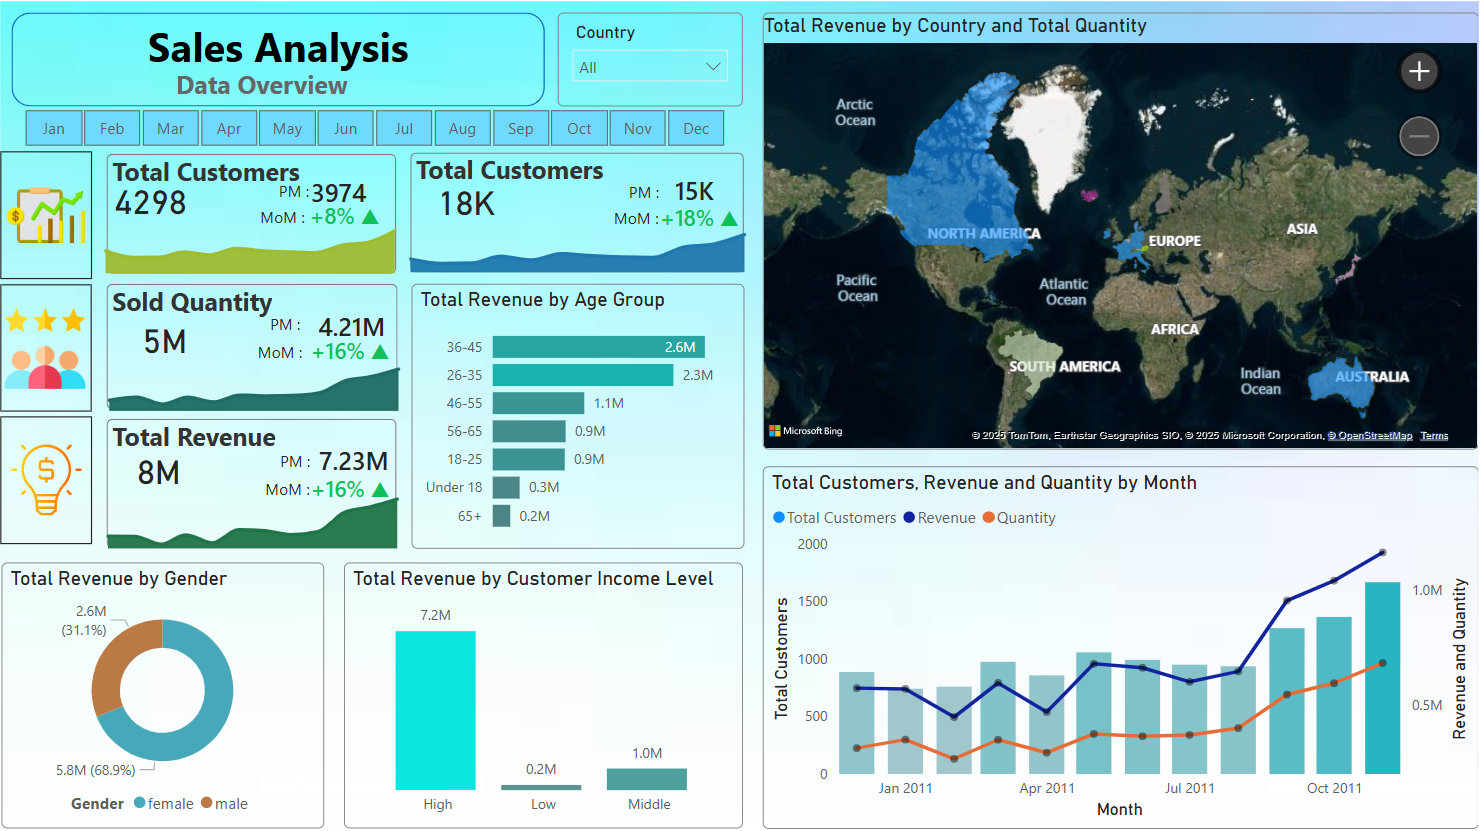 Sales Analysis
Data Overview
Country
All
Jan Feb Mar Apr May Jun Jul Aug Sep Oct Nov Dec
Total Customers
4298
PM : 3974
MoM : +8%
Total Customers
18K
PM : 15K
MoM : +18%
Sold Quantity
5M
PM : 4.21M
MoM : +16%
Total Revenue
8M
PM : 7.23M
MoM : +16%
Total Revenue by Age Group
36-45 2.6M
26-35 2.3M
46-55 1.1M
56-65 0.9M
18-25 0.9M
Under 18 0.3M
65+ 0.2M
Total Revenue by Gender
2.6M
(31.1%)
5.8M (68.9%)
Gender female male
Total Revenue by Customer Income Level
7.2M
0.2M
1.0M
High Low Middle
Total Revenue by Country and Total Quantity
Arctic
Ocean
NORTH AMERICA
EUROPE
ASIA
Pacific
Ocean
Atlantic
Ocean
AFRICA
SOUTH AMERICA
Indian
Ocean
AUSTRALIA
Microsoft Bing
© 2025 TomTom, Earthstar Geographics SIO, © 2025 Microsoft Corporation, © OpenStreetMap Terms
Total Customers, Revenue and Quantity by Month
Total Customers Revenue Quantity
2000
1500
1000
500
0
Total Customers
1.0M
0.5M
Revenue and Quantity
Jan 2011 Apr 2011 Jul 2011 Oct 2011
Month